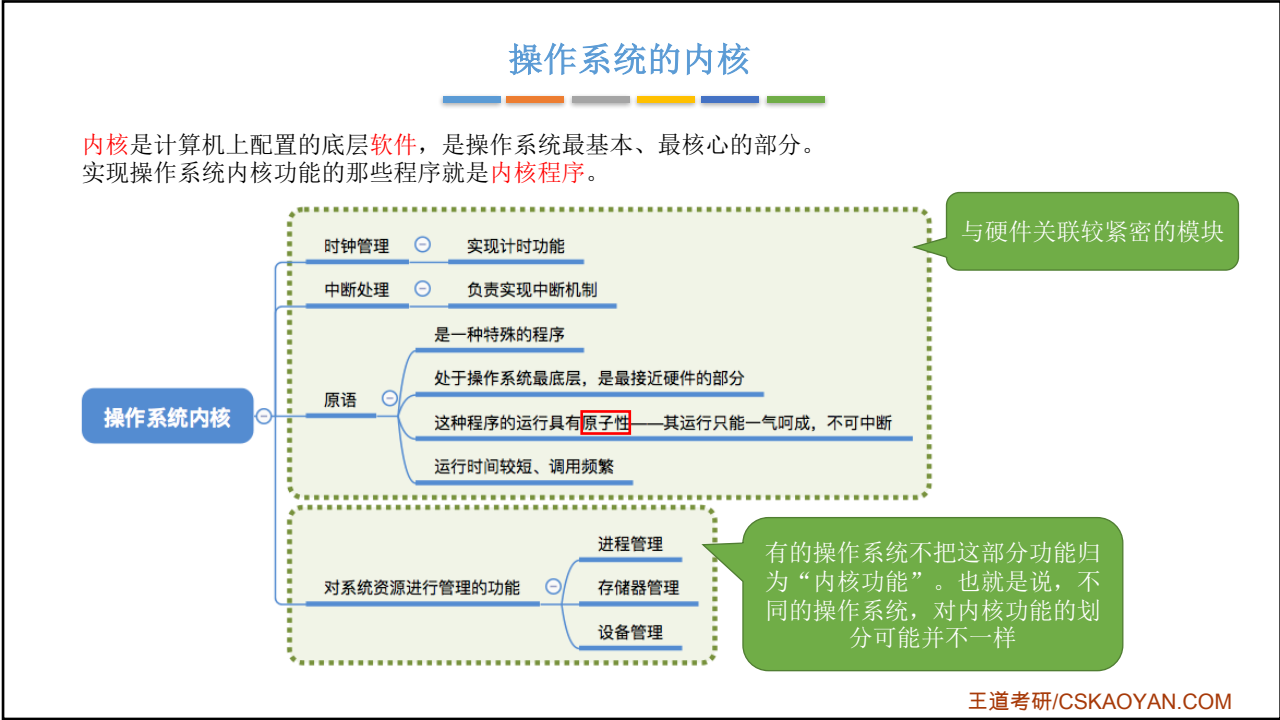 操作系统的内核
内核是计算机上配置的底层软件，是操作系统最基本、最核心的部分。
实现操作系统内核功能的那些程序就是内核程序。
与硬件关联较紧密的模块
时钟管理
实现计时功能
中断处理
负责实现中断机制
是一种特殊的程序
处于操作系统最底层，是最接近硬件的部分
原语
操作系统内核
这种程序的运行具有原子性——其运行只能一气呵成，不可中断
运行时间较短、调用频繁
进程管理
对系统资源进行管理的功能
存储器管理
设备管理
有的操作系统不把这部分功能归
为“内核功能”。也就是说，不
同的操作系统，对内核功能的划
分可能并不一样
王道考研/CSKAOYAN.COM